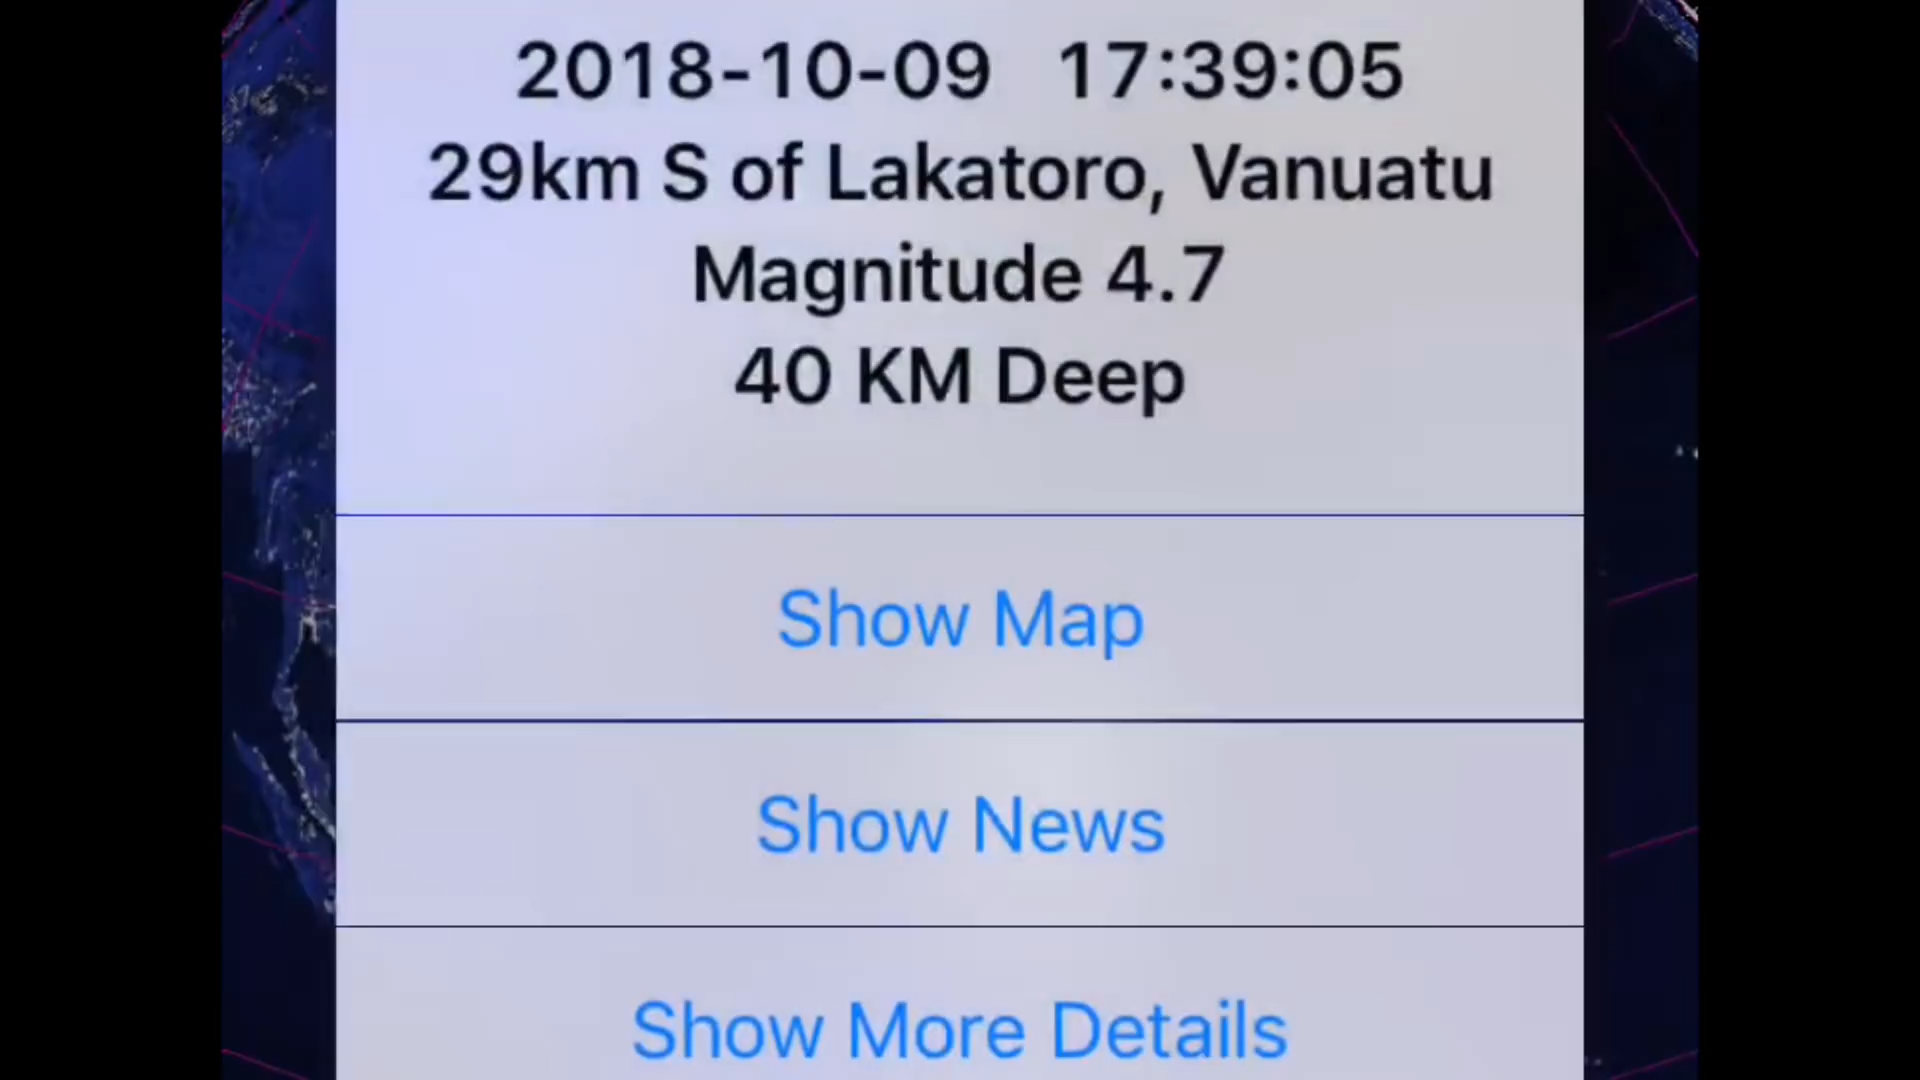 2018-10-09 17:39:05
29km S of Lakatoro, Vanuatu
Magnitude 4.7
40 KM Deep
Show Map
Show News
Show More Details